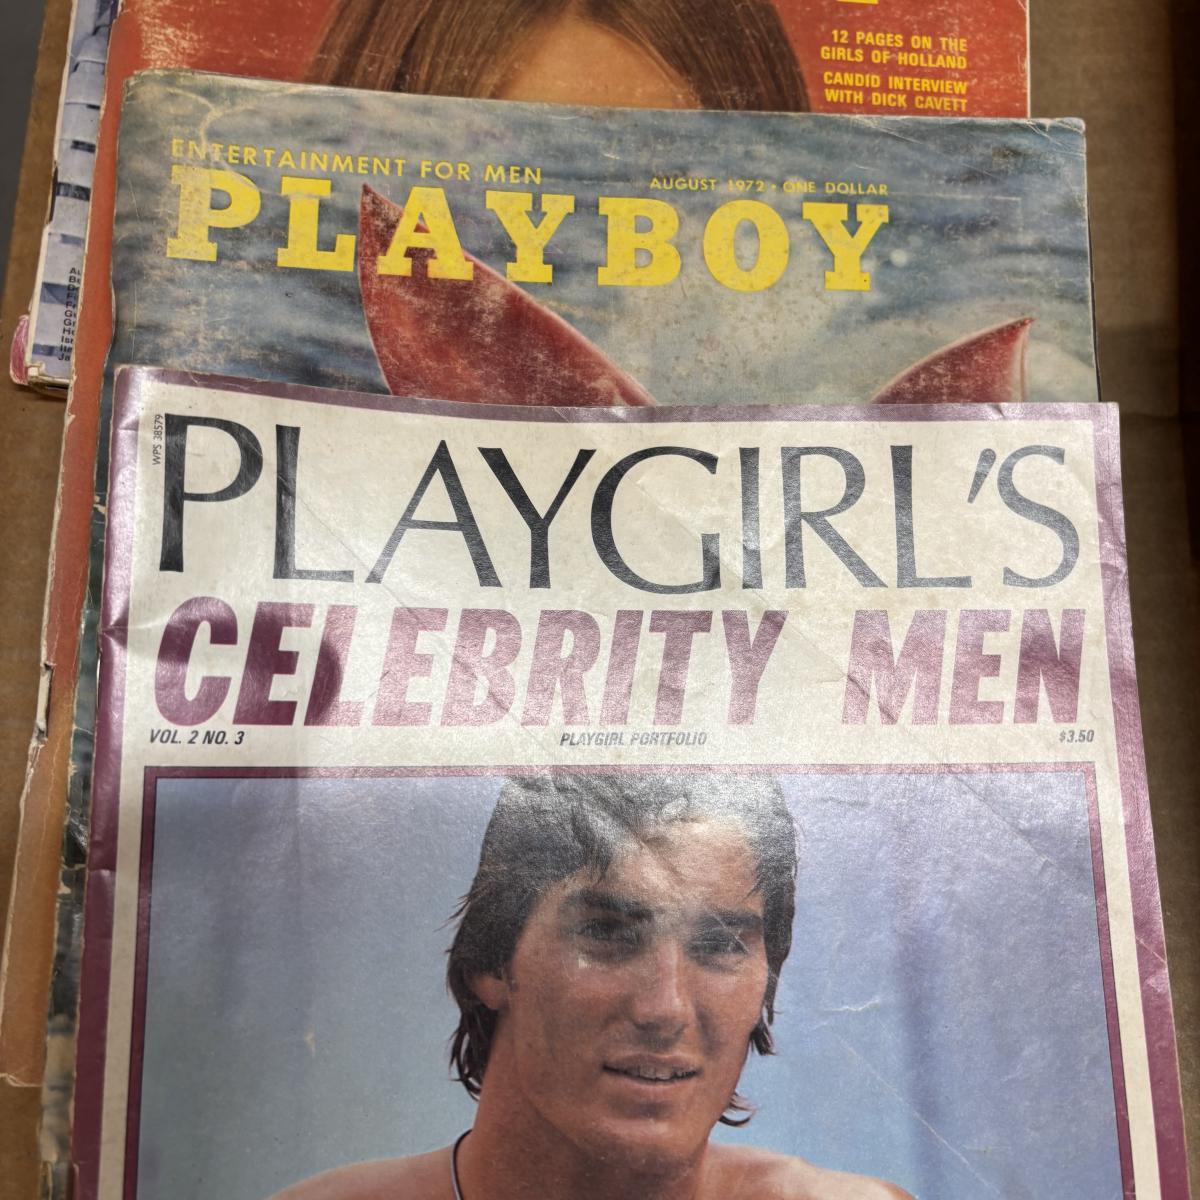 12 PAGES ON THE
GIRLS OF HOLLAND
CANDID INTERVIEW
WITH DICK CAVETT
ENTERTAINMENT FOR MEN
AUGUST 1972 • ONE DOLLAR
PLAYBOY
WPS 38579
PLAYGIRL'S
CELEBRITY MEN
VOL. 2 NO. 3
PLAYGIRL PORTFOLIO
$3.50